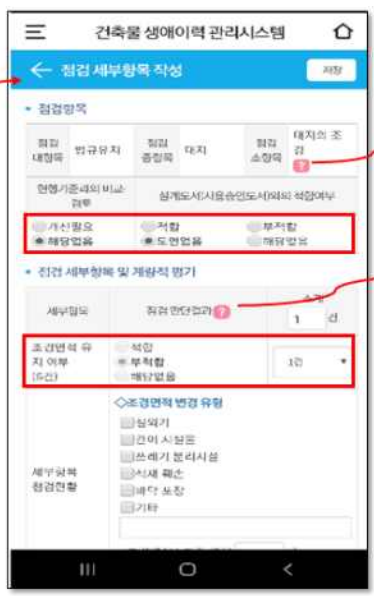 건축물 생애이력 관리시스템
← 점검 세부항목 작성 저장
• 점검항목
점검 대항목 법규유지 점검 중항목 대지 점검 소항목 대지의 조경 ?
현행기준과의 비교 검토 설계도서(사용승인도서)와의 적합여부
개선필요 적합 부적합
해당없음 도면없음 해당없음
• 점검 세부항목 및 계량적 평가
세부항목 점검 판단결과 ?
1 건
조경면적 유지 여부
적합
부적합 1건
해당없음
◇조경면적 변경 유형
실외기
간이 시설물
쓰레기 분리시설
식재 훼손
바닥 포장
기타
세부항목 점검현황